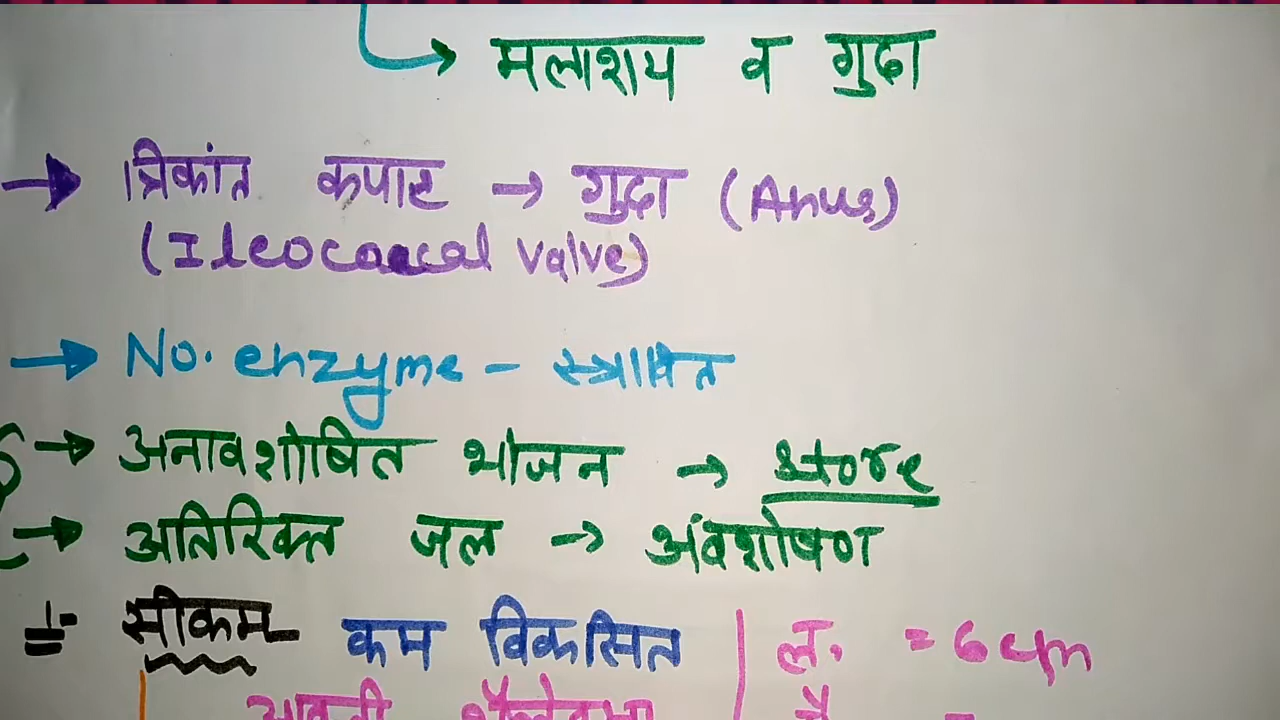 मलाशय व गुदा
→ त्रिकांत कपाट → गुदा (Anus)
(Ileocaecal Valve)
→ No. enzyme - स्त्रावित
→ अनावशोषित भोजन → store
→ अतिरिक्त जल → अवशोषण
1- सीकम कम विकसित | ल. = 6 cm